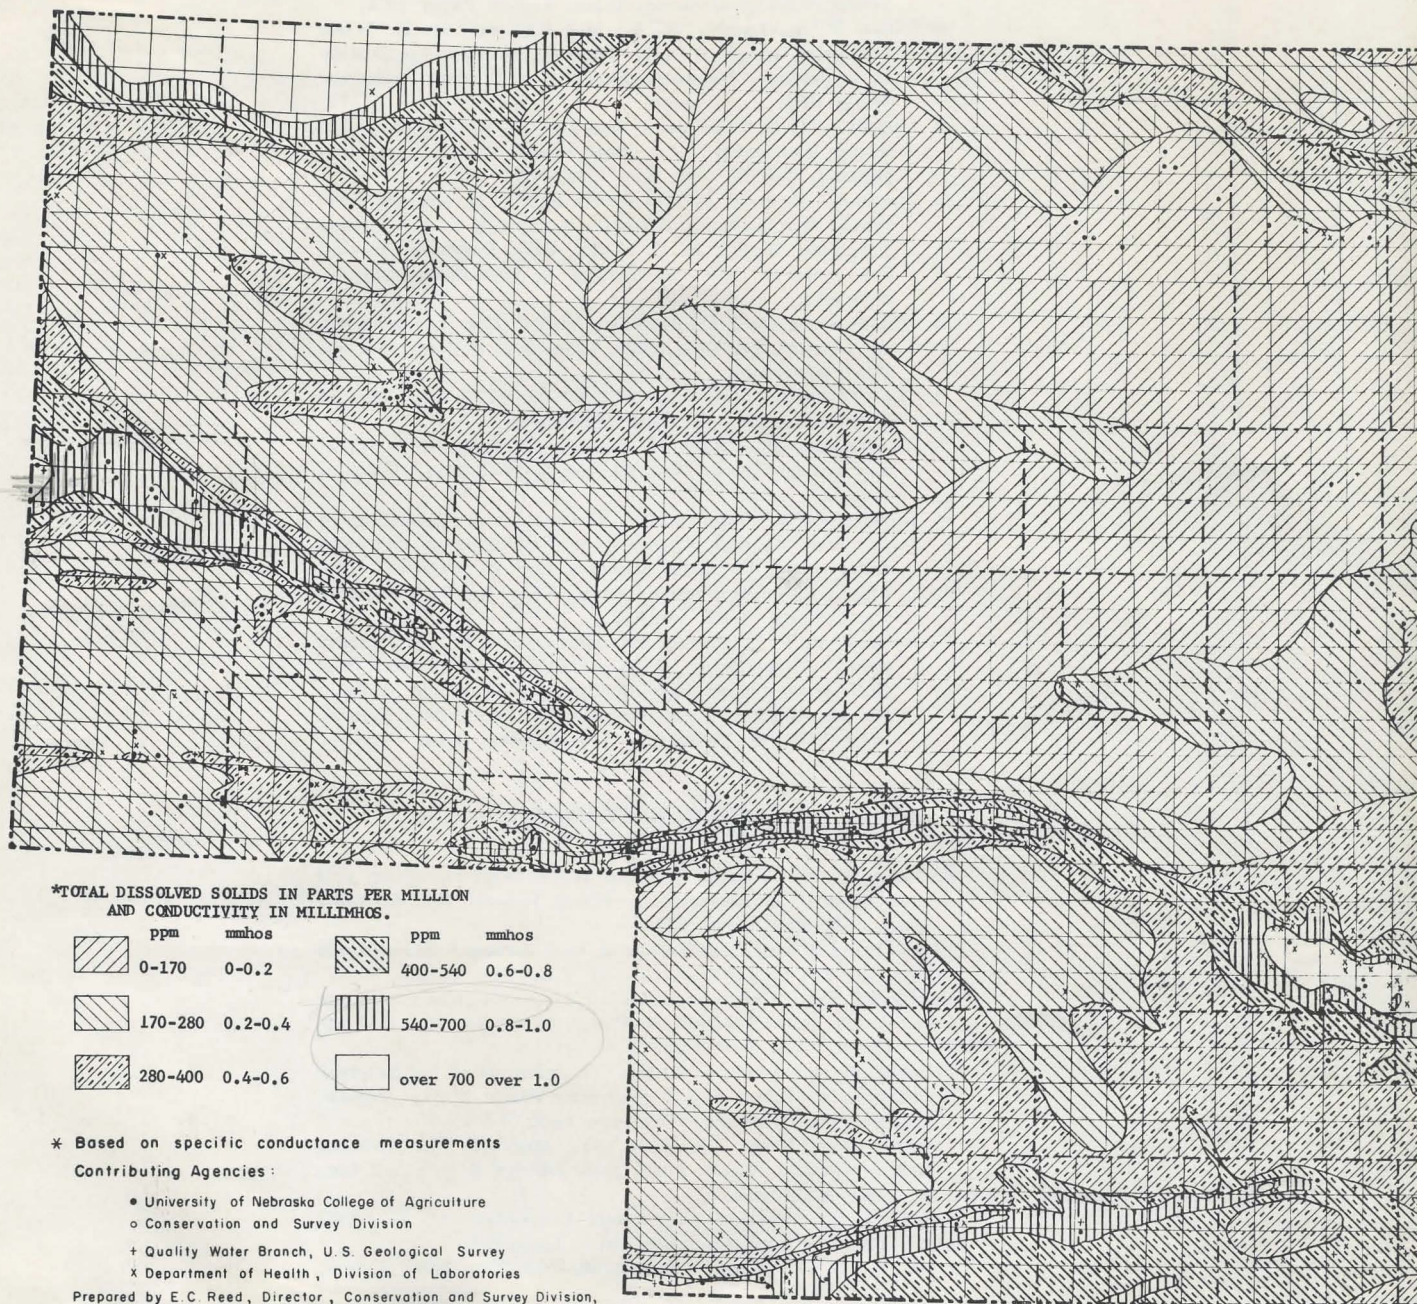 *TOTAL DISSOLVED SOLIDS IN PARTS PER MILLION
AND CONDUCTIVITY IN MILLIMHOS.
ppm mmhos
0-170 0-0.2
170-280 0.2-0.4
280-400 0.4-0.6
ppm mmhos
400-540 0.6-0.8
540-700 0.8-1.0
over 700 over 1.0
* Based on specific conductance measurements
Contributing Agencies:
• University of Nebraska College of Agriculture
o Conservation and Survey Division
+ Quality Water Branch, U.S. Geological Survey
x Department of Health, Division of Laboratories
Prepared by E.C. Reed, Director, Conservation and Survey Division,